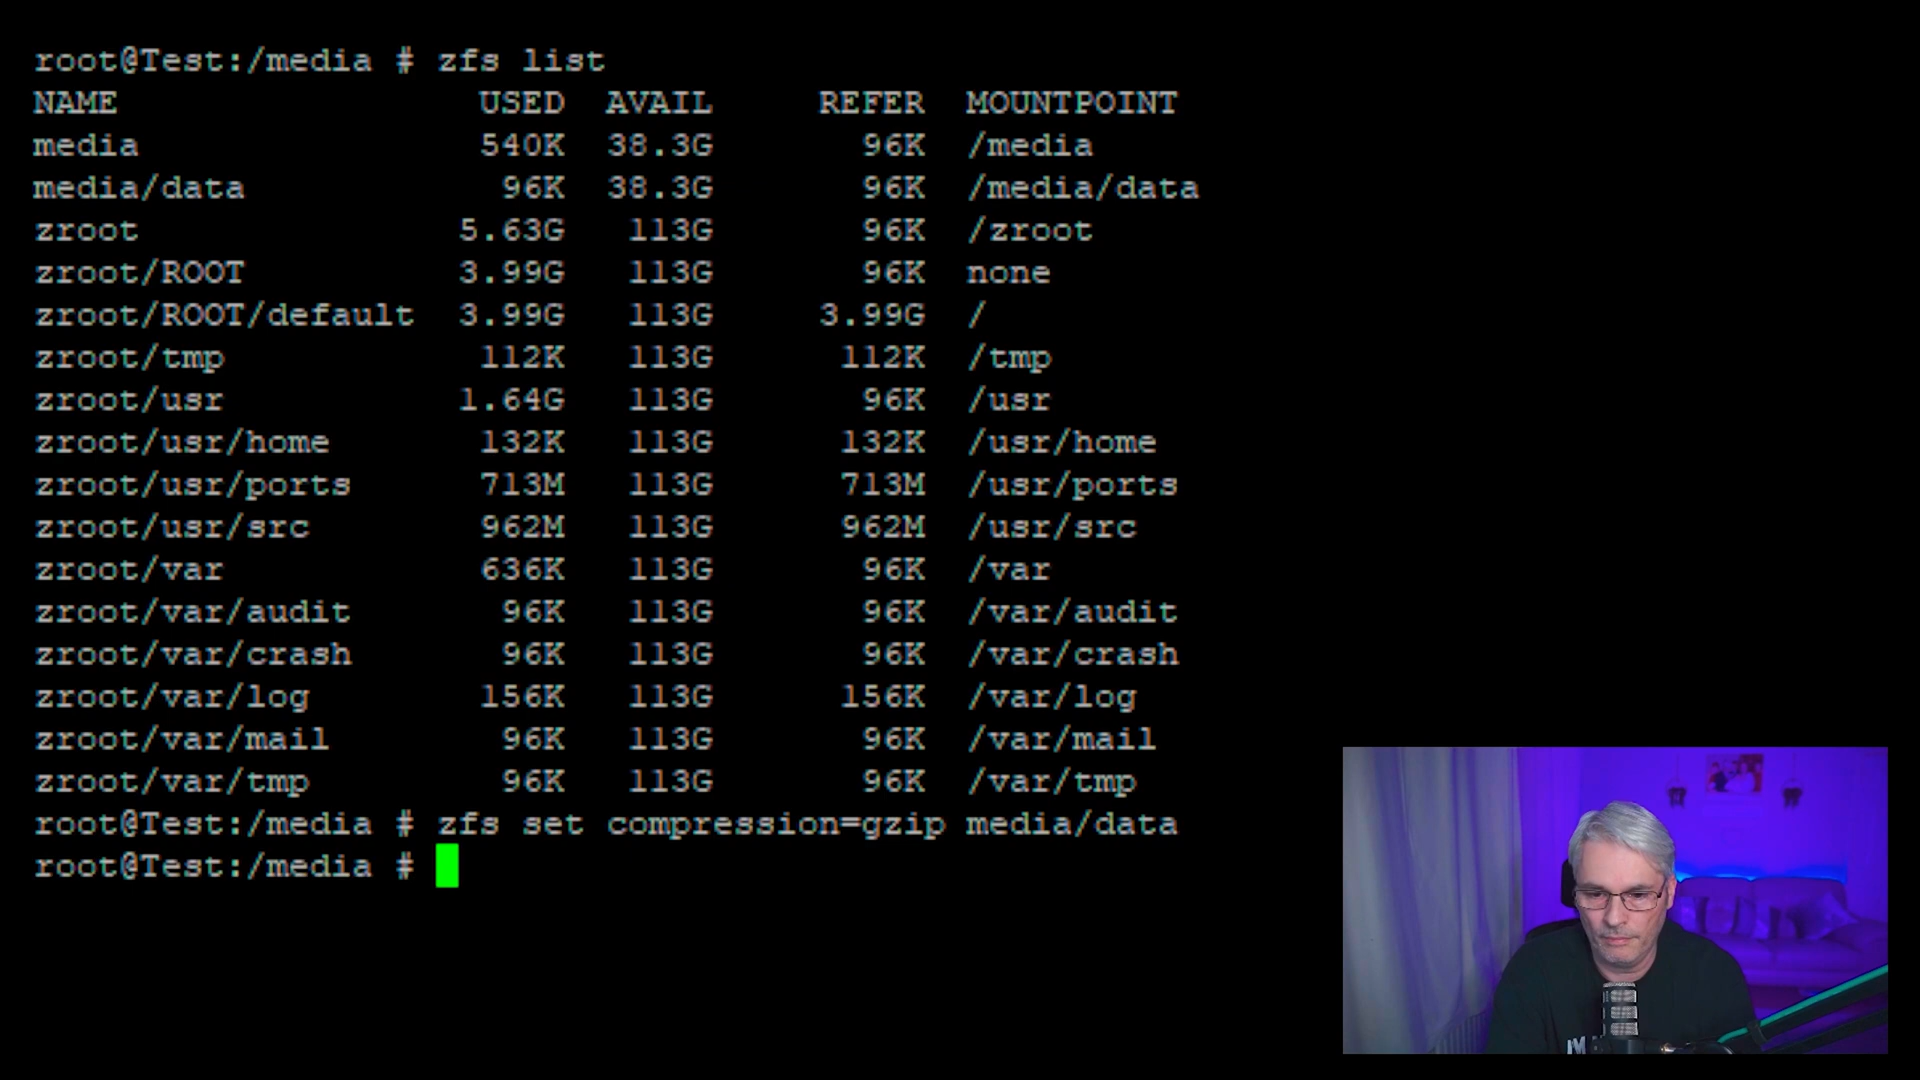 root@Test:/media # zfs list
NAME USED AVAIL REFER MOUNTPOINT
media 540K 38.3G 96K /media
media/data 96K 38.3G 96K /media/data
zroot 5.63G 113G 96K /zroot
zroot/ROOT 3.99G 113G 96K none
zroot/ROOT/default 3.99G 113G 3.99G /
zroot/tmp 112K 113G 112K /tmp
zroot/usr 1.64G 113G 96K /usr
zroot/usr/home 132K 113G 132K /usr/home
zroot/usr/ports 713M 113G 713M /usr/ports
zroot/usr/src 962M 113G 962M /usr/src
zroot/var 636K 113G 96K /var
zroot/var/audit 96K 113G 96K /var/audit
zroot/var/crash 96K 113G 96K /var/crash
zroot/var/log 156K 113G 156K /var/log
zroot/var/mail 96K 113G 96K /var/mail
zroot/var/tmp 96K 113G 96K /var/tmp
root@Test:/media # zfs set compression=gzip media/data
root@Test:/media #